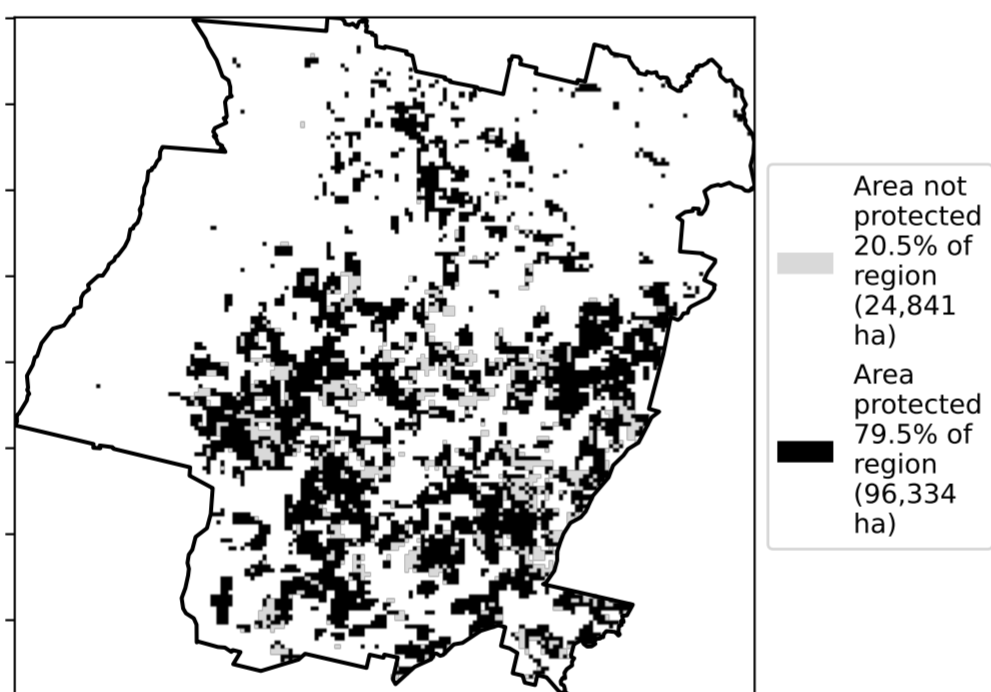 Area not
protected
20.5% of
region
(24,841
ha)
Area
protected
79.5% of
region
(96,334
ha)